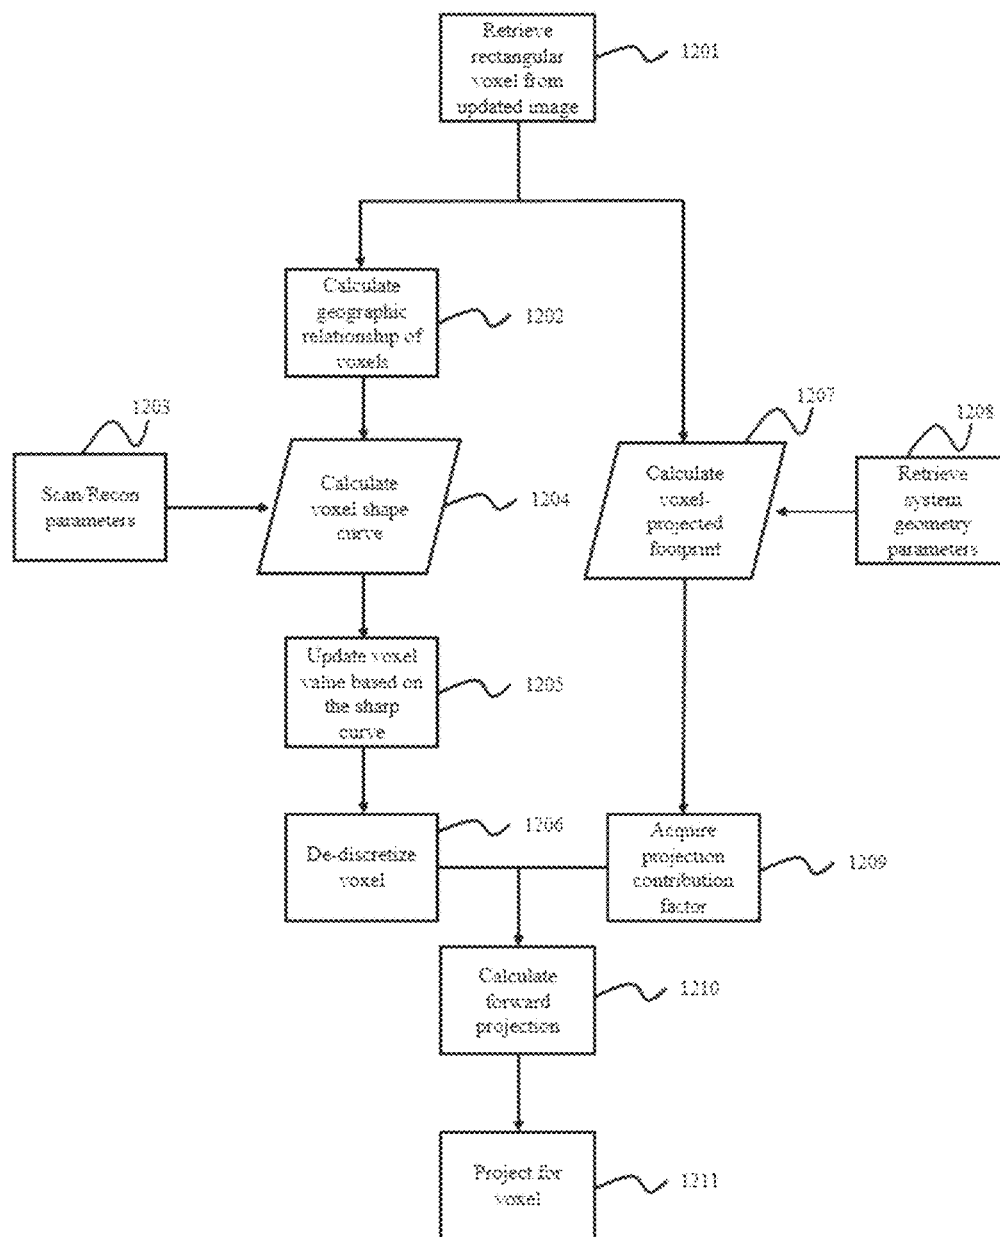 Retrieve
rectangular
voxel from
updated image
1201
Calculate
geographic
relationship of
voxels
1202
1203
Scan/Recon
parameters
Calculate
voxel shape
curve
1204
1207
Calculate
voxel-
projected
footprint
1208
Retrieve
system
geometry
parameters
Update voxel
value based on
the sharp
curve
1205
De-discretize
voxel
1206
Acquire
projection
contribution
factor
1209
Calculate
forward
projection
1210
Project for
voxel
1211